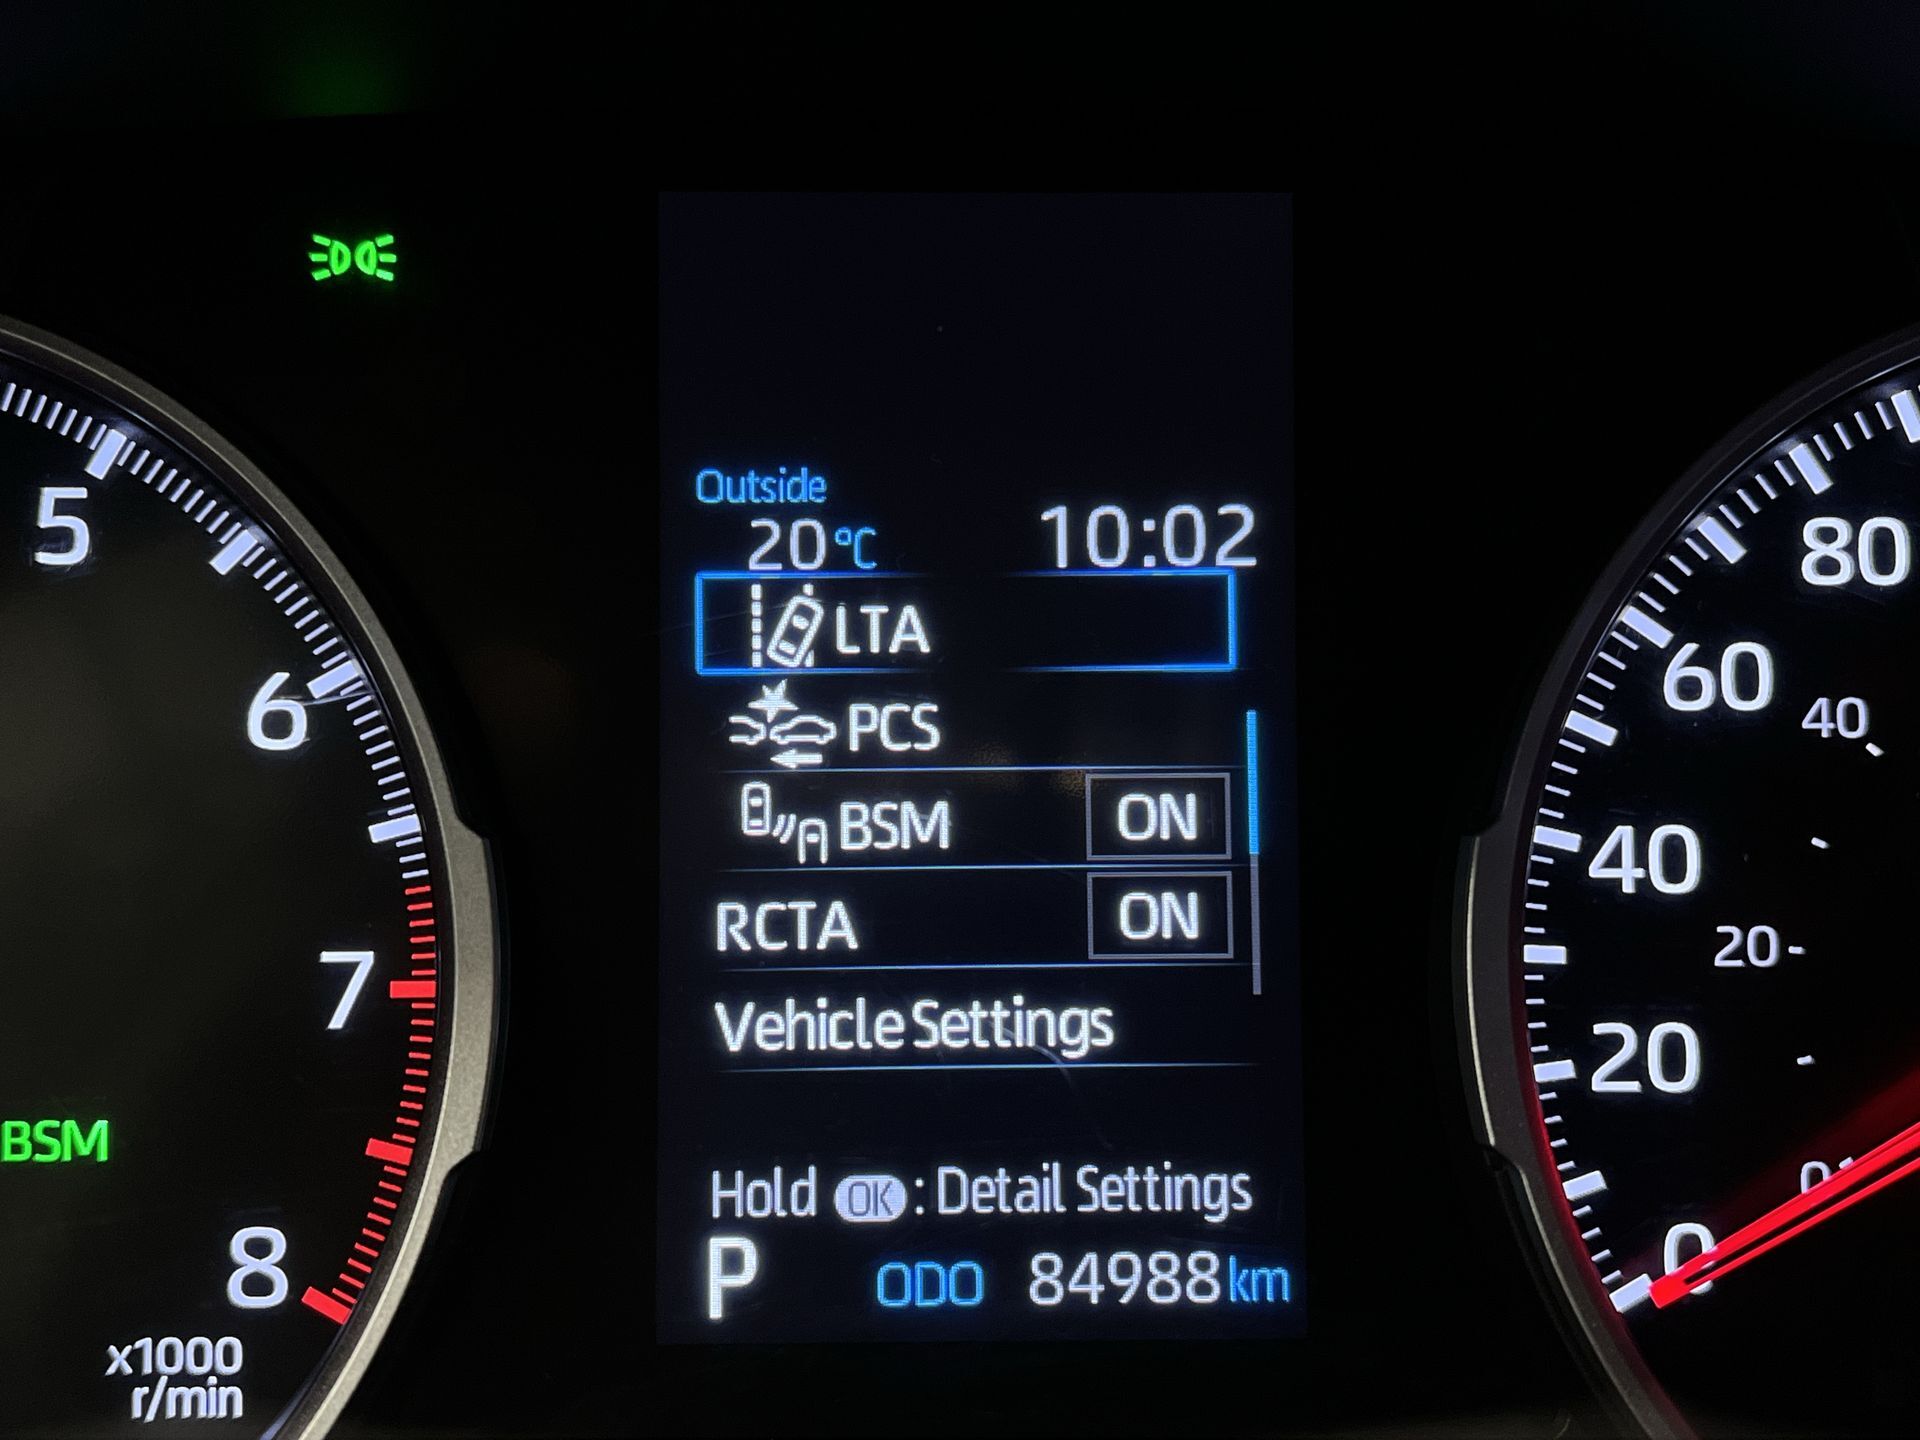 Outside
20°C 10:02
LTA
PCS
BSM ON
RCTA ON
Vehicle Settings
Hold OK : Detail Settings
P ODO 84988 km
5
6
7
8
x1000
r/min
BSM
80
60
40
20
0
40
20
0